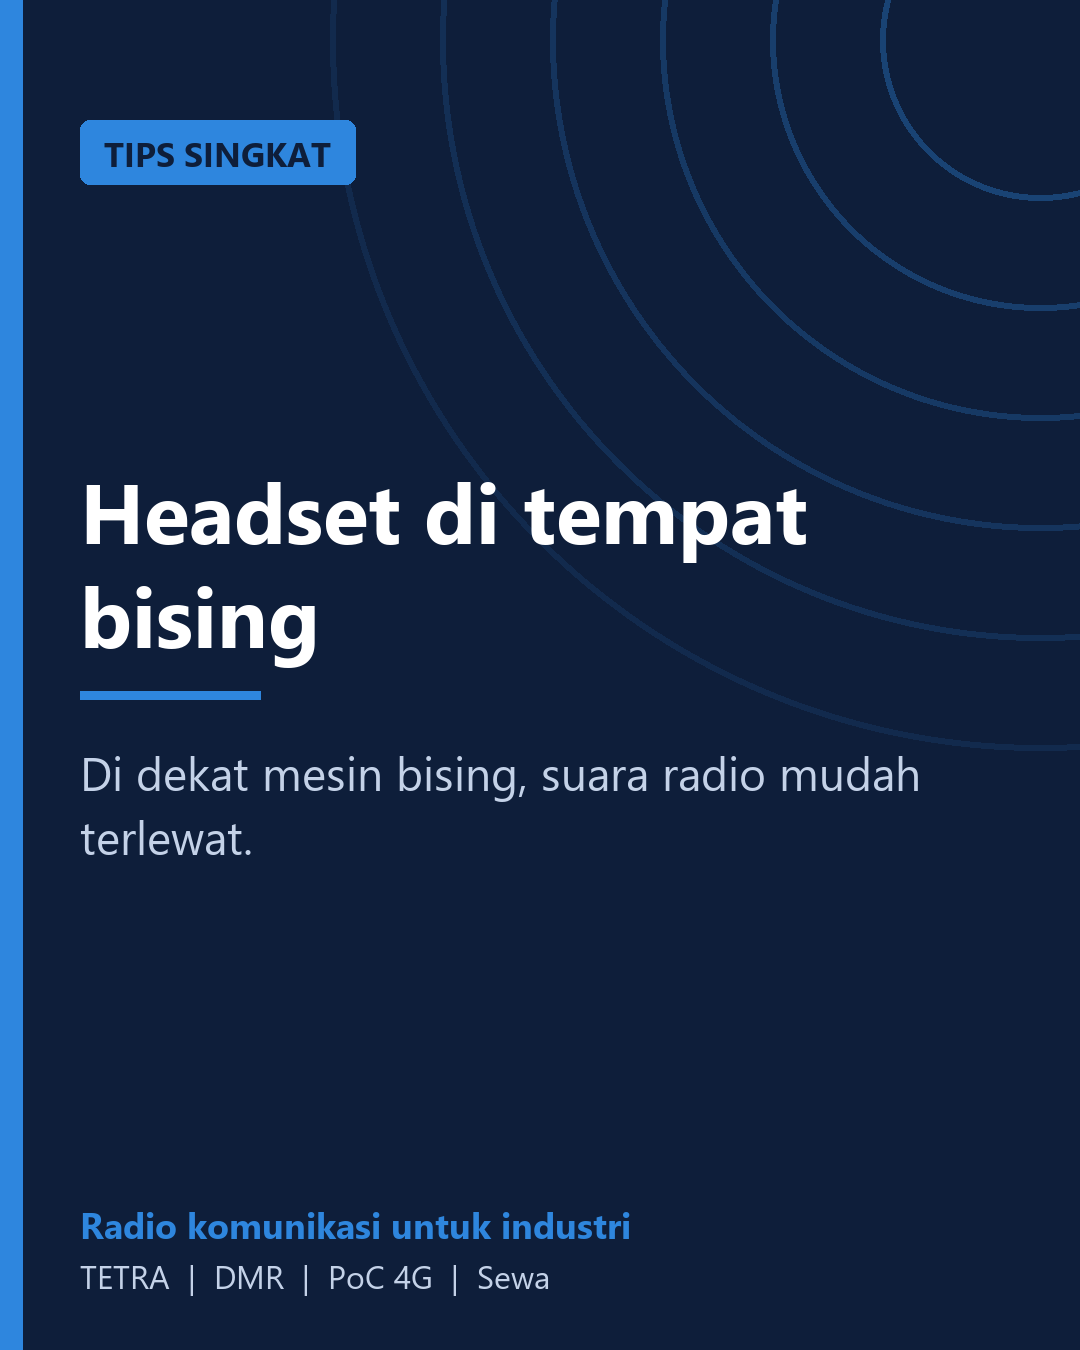 TIPS SINGKAT
Headset di tempat
bising
Di dekat mesin bising, suara radio mudah
terlewat.
Radio komunikasi untuk industri
TETRA | DMR | PoC 4G | Sewa